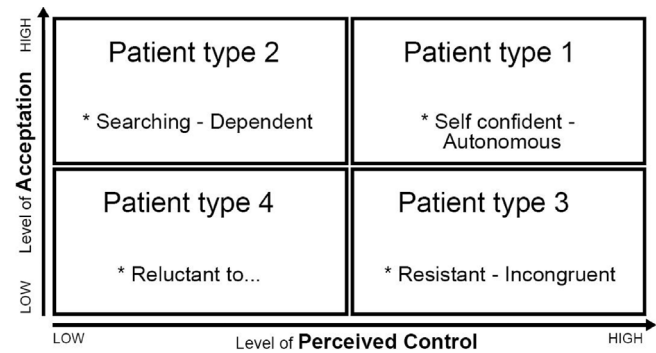 HIGH
Level of Acceptation
LOW
Patient type 2
* Searching - Dependent
Patient type 1
* Self confident -
Autonomous
Patient type 4
* Reluctant to...
Patient type 3
* Resistant - Incongruent
LOW
Level of Perceived Control
HIGH